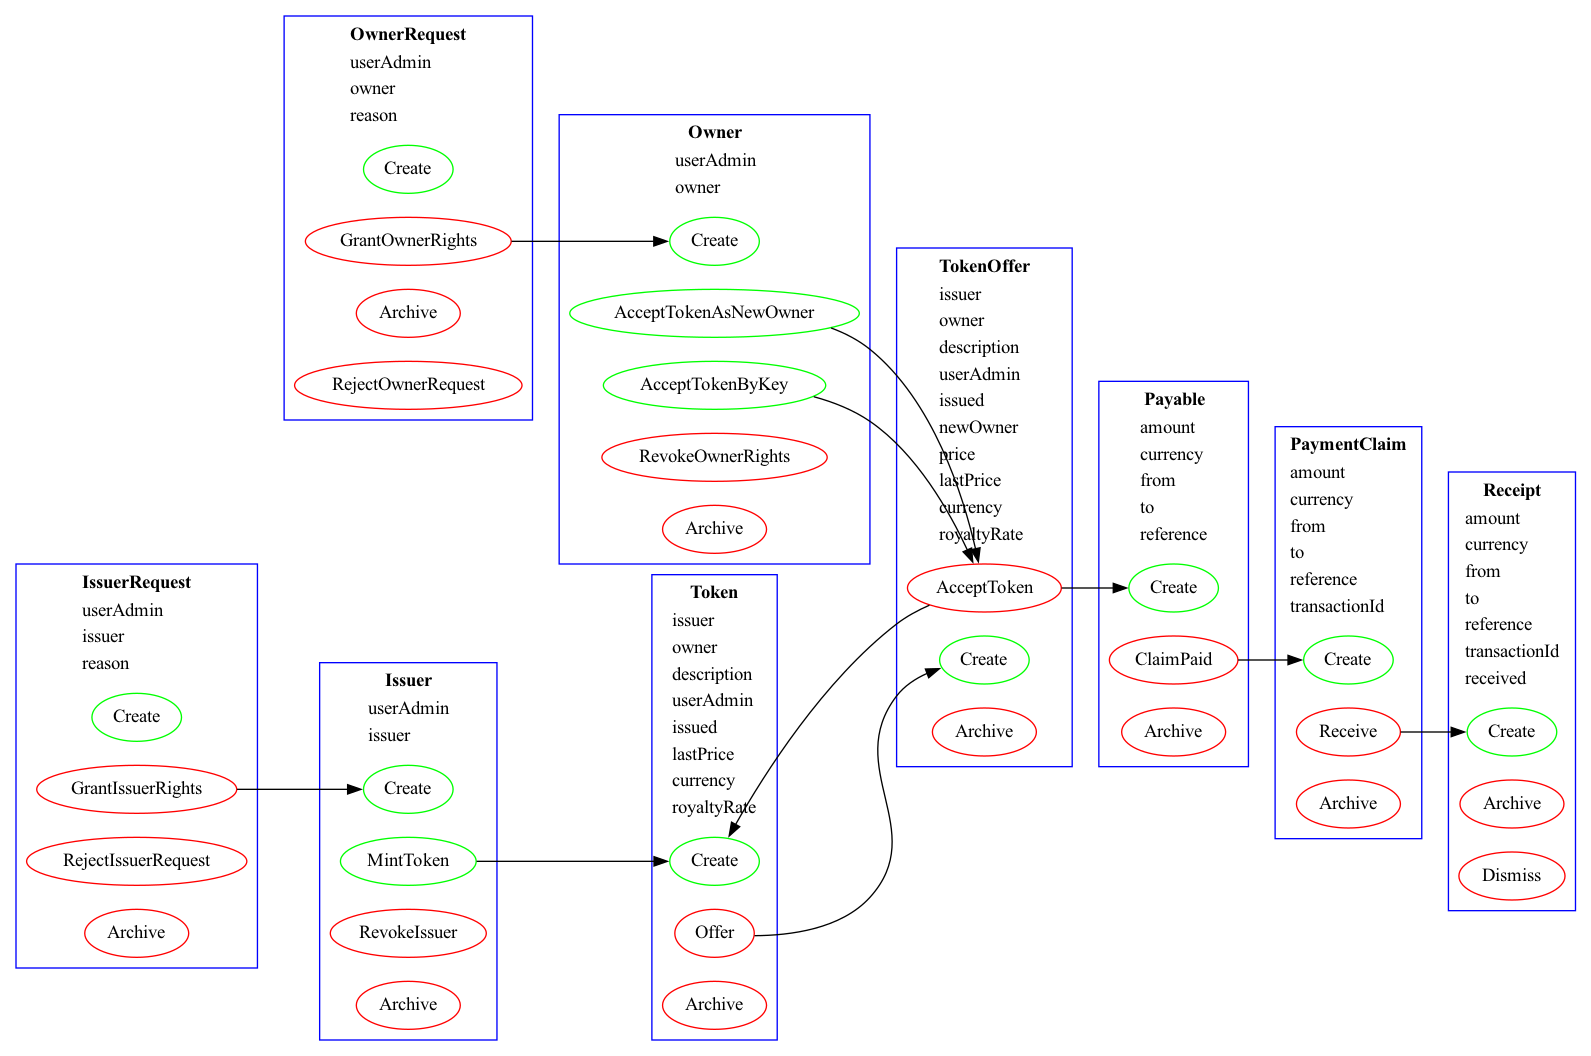 OwnerRequest
userAdmin
owner
reason
Create
GrantOwnerRights
Archive
RejectOwnerRequest
Owner
userAdmin
owner
Create
AcceptTokenAsNewOwner
AcceptTokenByKey
RevokeOwnerRights
Archive
IssuerRequest
userAdmin
issuer
reason
Create
GrantIssuerRights
RejectIssuerRequest
Archive
Issuer
userAdmin
issuer
Create
MintToken
RevokeIssuer
Archive
Token
issuer
owner
description
userAdmin
issued
lastPrice
currency
royaltyRate
Create
Offer
Archive
TokenOffer
issuer
owner
description
userAdmin
issued
newOwner
price
lastPrice
currency
royaltyRate
AcceptToken
Create
Archive
Payable
amount
currency
from
to
reference
Create
ClaimPaid
Archive
PaymentClaim
amount
currency
from
to
reference
transactionId
Create
Receive
Archive
Receipt
amount
currency
from
to
reference
transactionId
received
Create
Archive
Dismiss